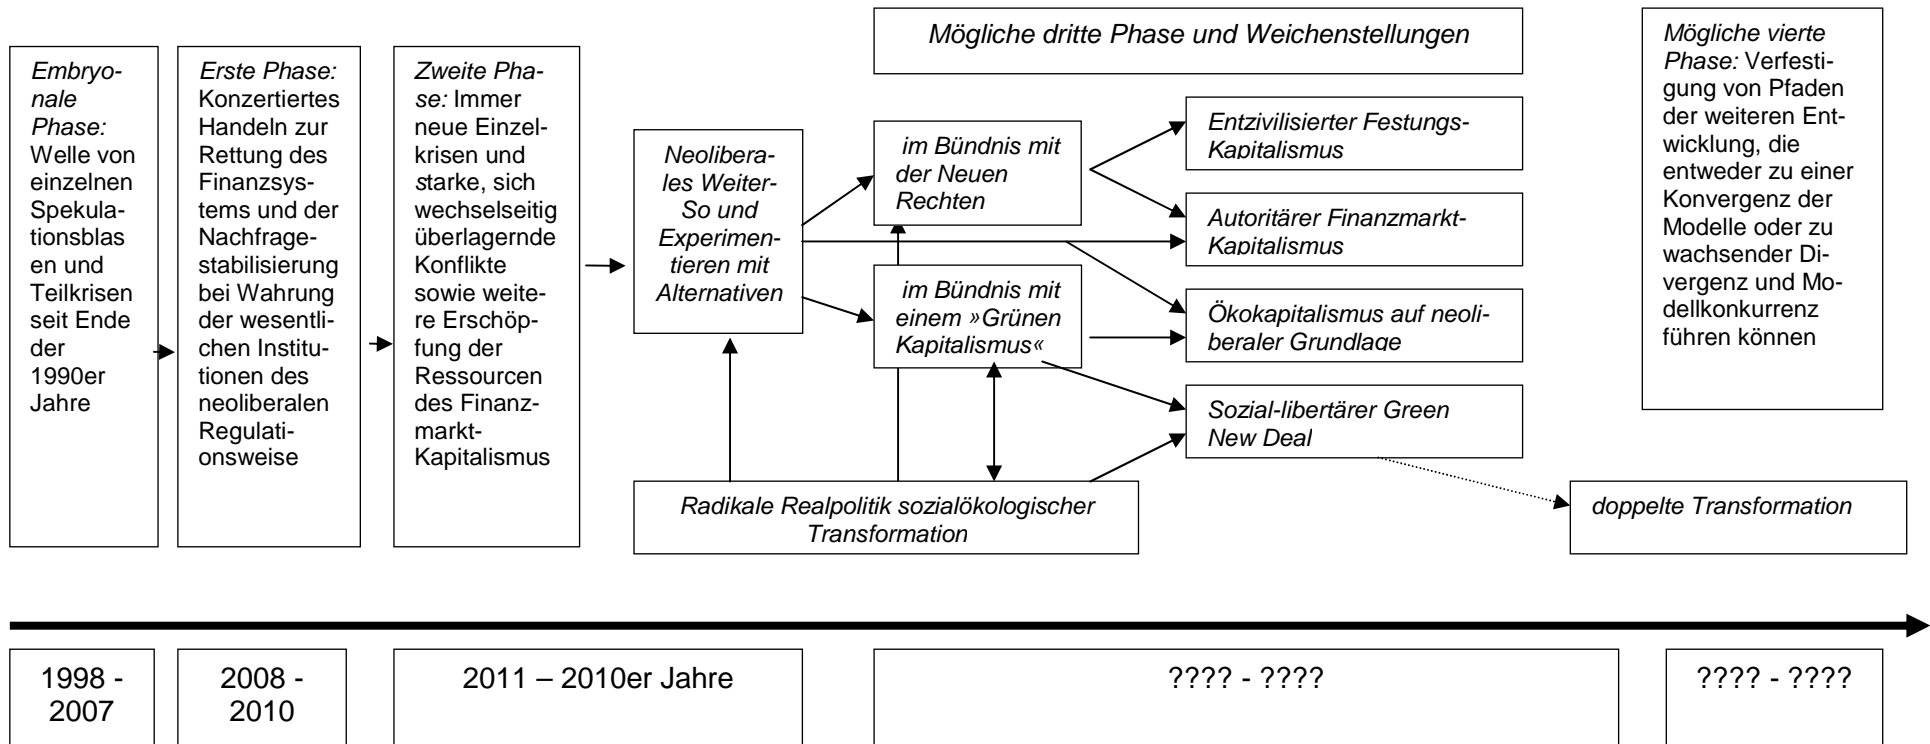 Embryo-
nale
Phase:
Welle von
einzelnen
Spekula-
tionsblas
en und
Teilkrisen
seit Ende
der
1990er
Jahre
Erste Phase:
Konzertiertes
Handeln zur
Rettung des
Finanzsys-
tems und der
Nachfrage-
stabilisierung
bei Wahrung
der wesentli-
chen Institu-
tionen des
neoliberalen
Regulati-
onsweise
Zweite Pha-
se: Immer
neue Einzel-
krisen und
starke, sich
wechselseitig
überlagernde
Konflikte
sowie weite-
re Erschöp-
fung der
Ressourcen
des Finanz-
markt-
Kapitalismus
Neolibera-
les Weiter-
So und
Experimen-
tieren mit
Alternativen
Mögliche dritte Phase und Weichenstellungen
im Bündnis mit
der Neuen
Rechten
im Bündnis mit
einem »Grünen
Kapitalismus«
Entzivilisierter Festungs-
Kapitalismus
Autoritärer Finanzmarkt-
Kapitalismus
Ökokapitalismus auf neoli-
beraler Grundlage
Sozial-libertärer Green
New Deal
Radikale Realpolitik sozialökologischer
Transformation
Mögliche vierte
Phase: Verfesti-
gung von Pfaden
der weiteren Ent-
wicklung, die
entweder zu einer
Konvergenz der
Modelle oder zu
wachsender Di-
vergenz und Mo-
dellkonkurrenz
führen können
doppelte Transformation
1998 -
2007
2008 -
2010
2011 – 2010er Jahre
???? - ????
???? - ????